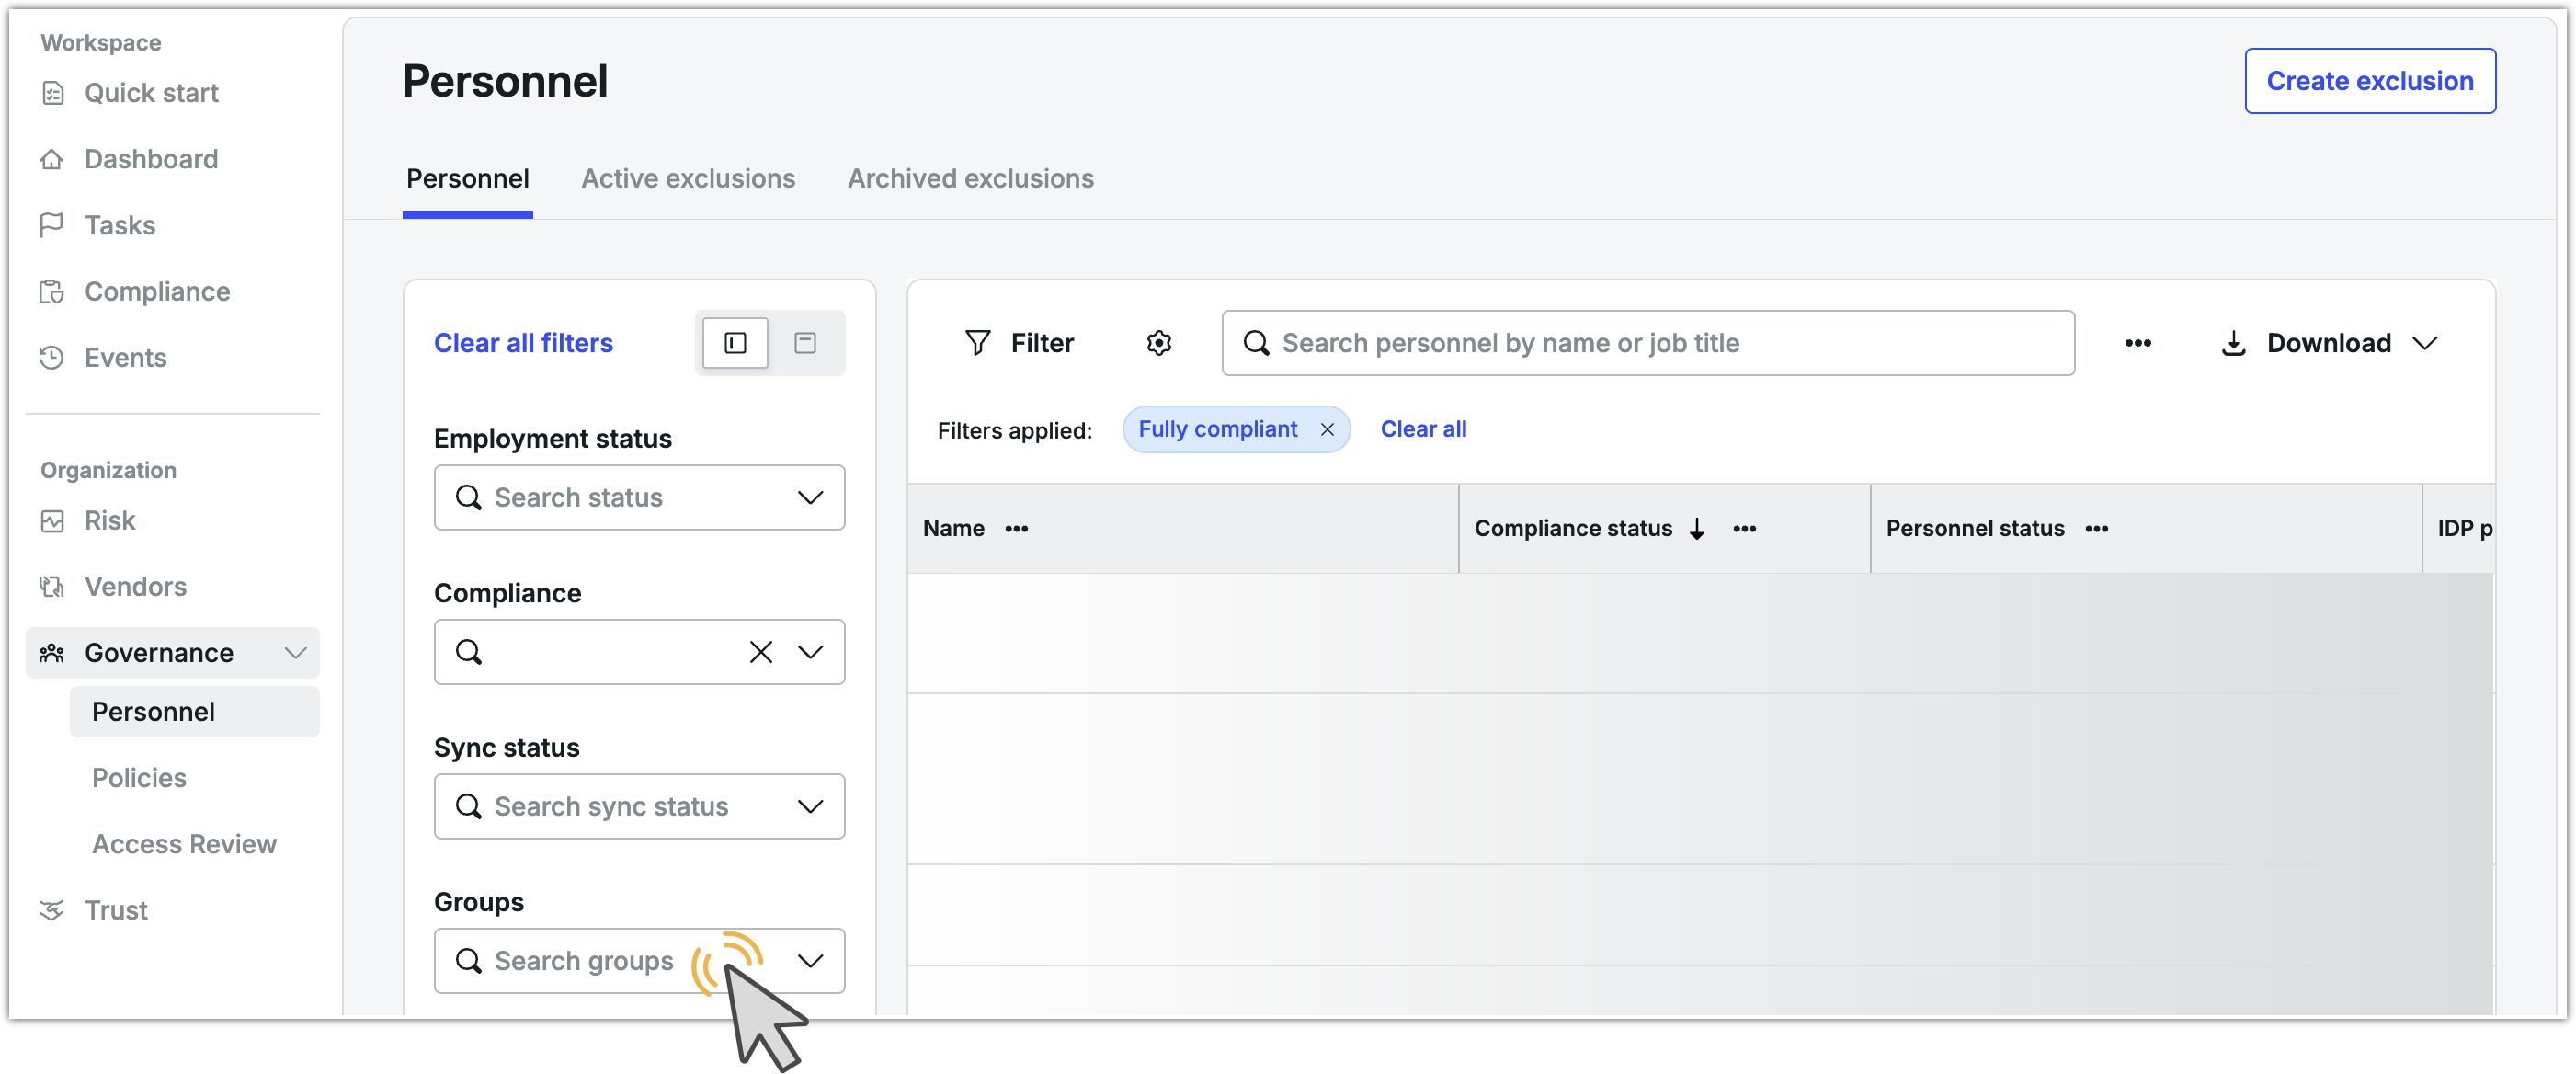 Workspace
Quick start
Dashboard
Tasks
Compliance
Events
Organization
Risk
Vendors
Governance
Personnel
Policies
Access Review
Trust
Personnel
Create exclusion
Personnel Active exclusions Archived exclusions
Clear all filters
Employment status
Search status
Compliance
Sync status
Search sync status
Groups
Search groups
Filter Search personnel by name or job title ••• Download
Filters applied: Fully compliant Clear all
Name ••• Compliance status ••• Personnel status ••• IDP p